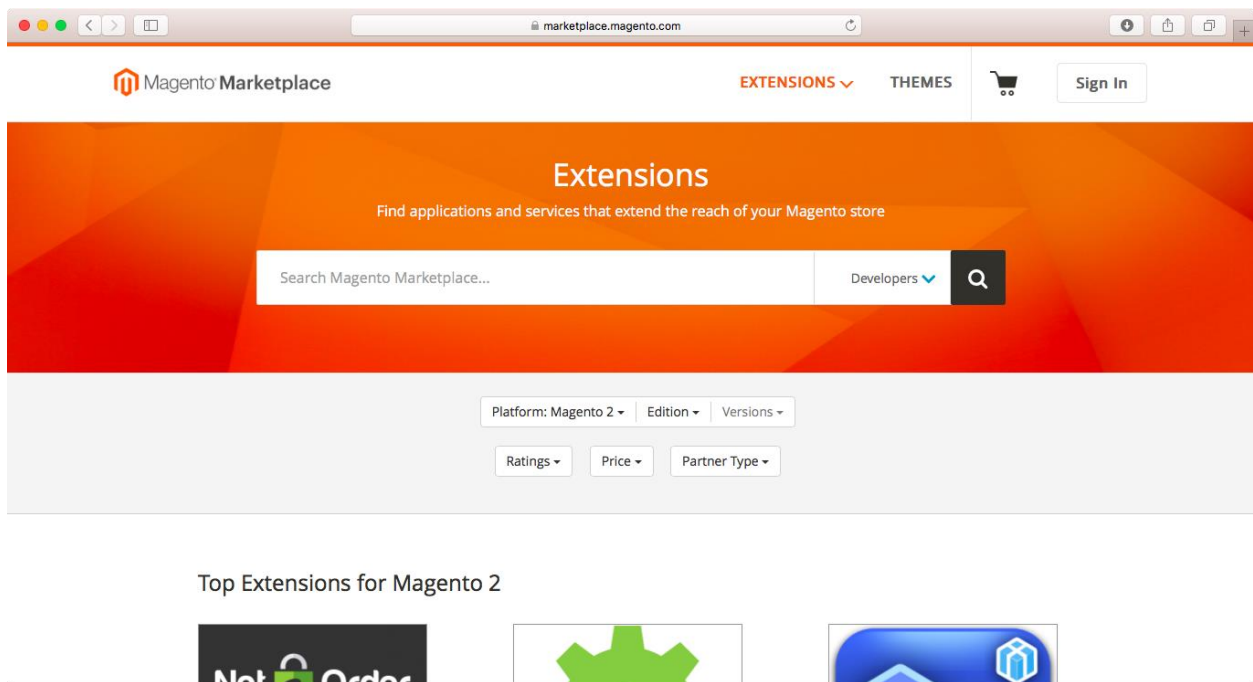 marketplace.magento.com
Magento Marketplace
EXTENSIONS
THEMES
Sign In
Extensions
Find applications and services that extend the reach of your Magento store
Search Magento Marketplace...
Developers
Platform: Magento 2
Edition
Versions
Ratings
Price
Partner Type
Top Extensions for Magento 2
Net Order